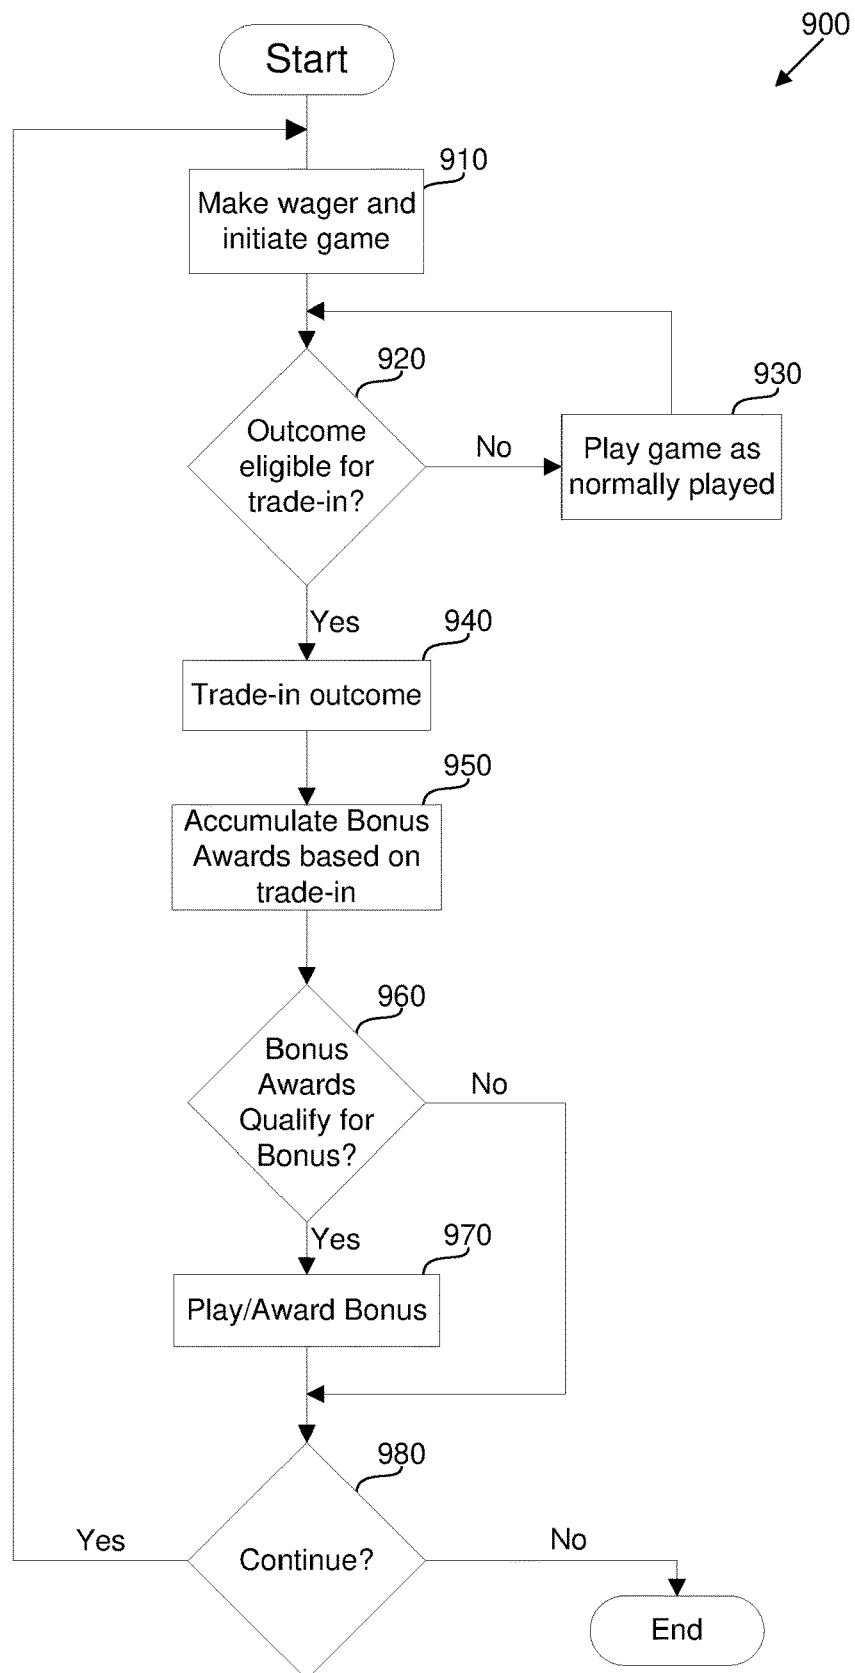 900
Start
910
Make wager and
initiate game
920
Outcome
eligible for
trade-in?
No
930
Play game as
normally played
Yes
940
Trade-in outcome
950
Accumulate Bonus
Awards based on
trade-in
960
Bonus
Awards
Qualify for
Bonus?
No
Yes
970
Play/Award Bonus
980
Continue?
Yes
No
End